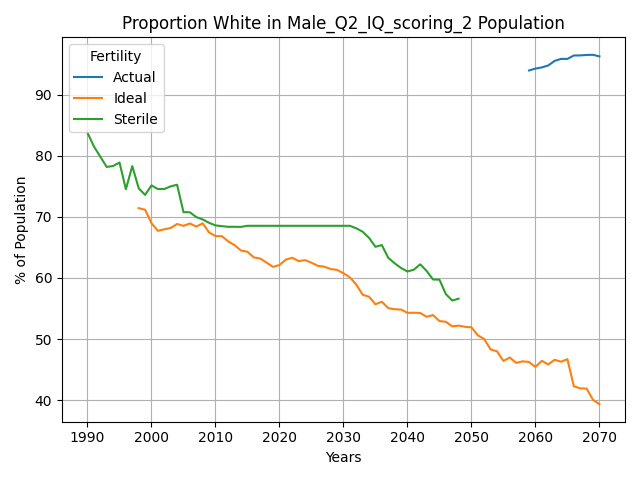 Proportion White in Male_Q2_IQ_scoring_2 Population
Fertility
Actual
Ideal
Sterile
90
80
70
60
50
40
% of Population
1990 2000 2010 2020 2030 2040 2050 2060 2070
Years